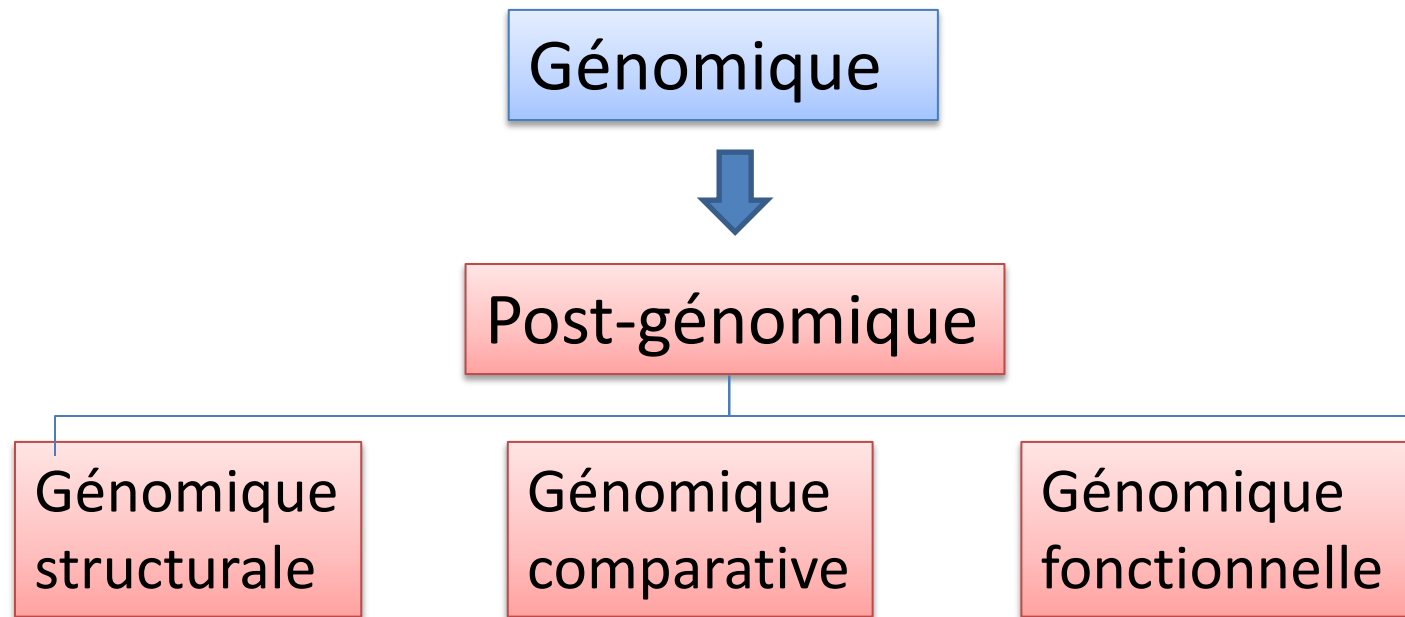 Génomique
Post-génomique
Génomique
structurale
Génomique
comparative
Génomique
fonctionnelle